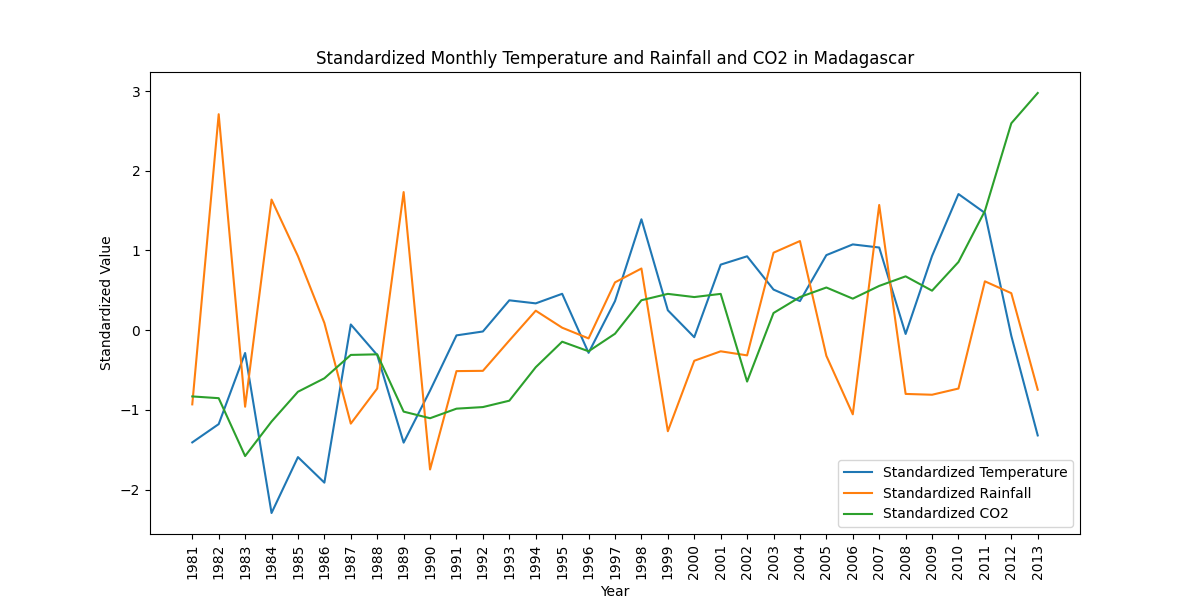 Standardized Monthly Temperature and Rainfall and CO2 in Madagascar
Standardized Value
3
2
1
0
−1
−2
Standardized Temperature
Standardized Rainfall
Standardized CO2
1981 1982 1983 1984 1985 1986 1987 1988 1989 1990 1991 1992 1993 1994 1995 1996 1997 1998 1999 2000 2001 2002 2003 2004 2005 2006 2007 2008 2009 2010 2011 2012 2013
Year